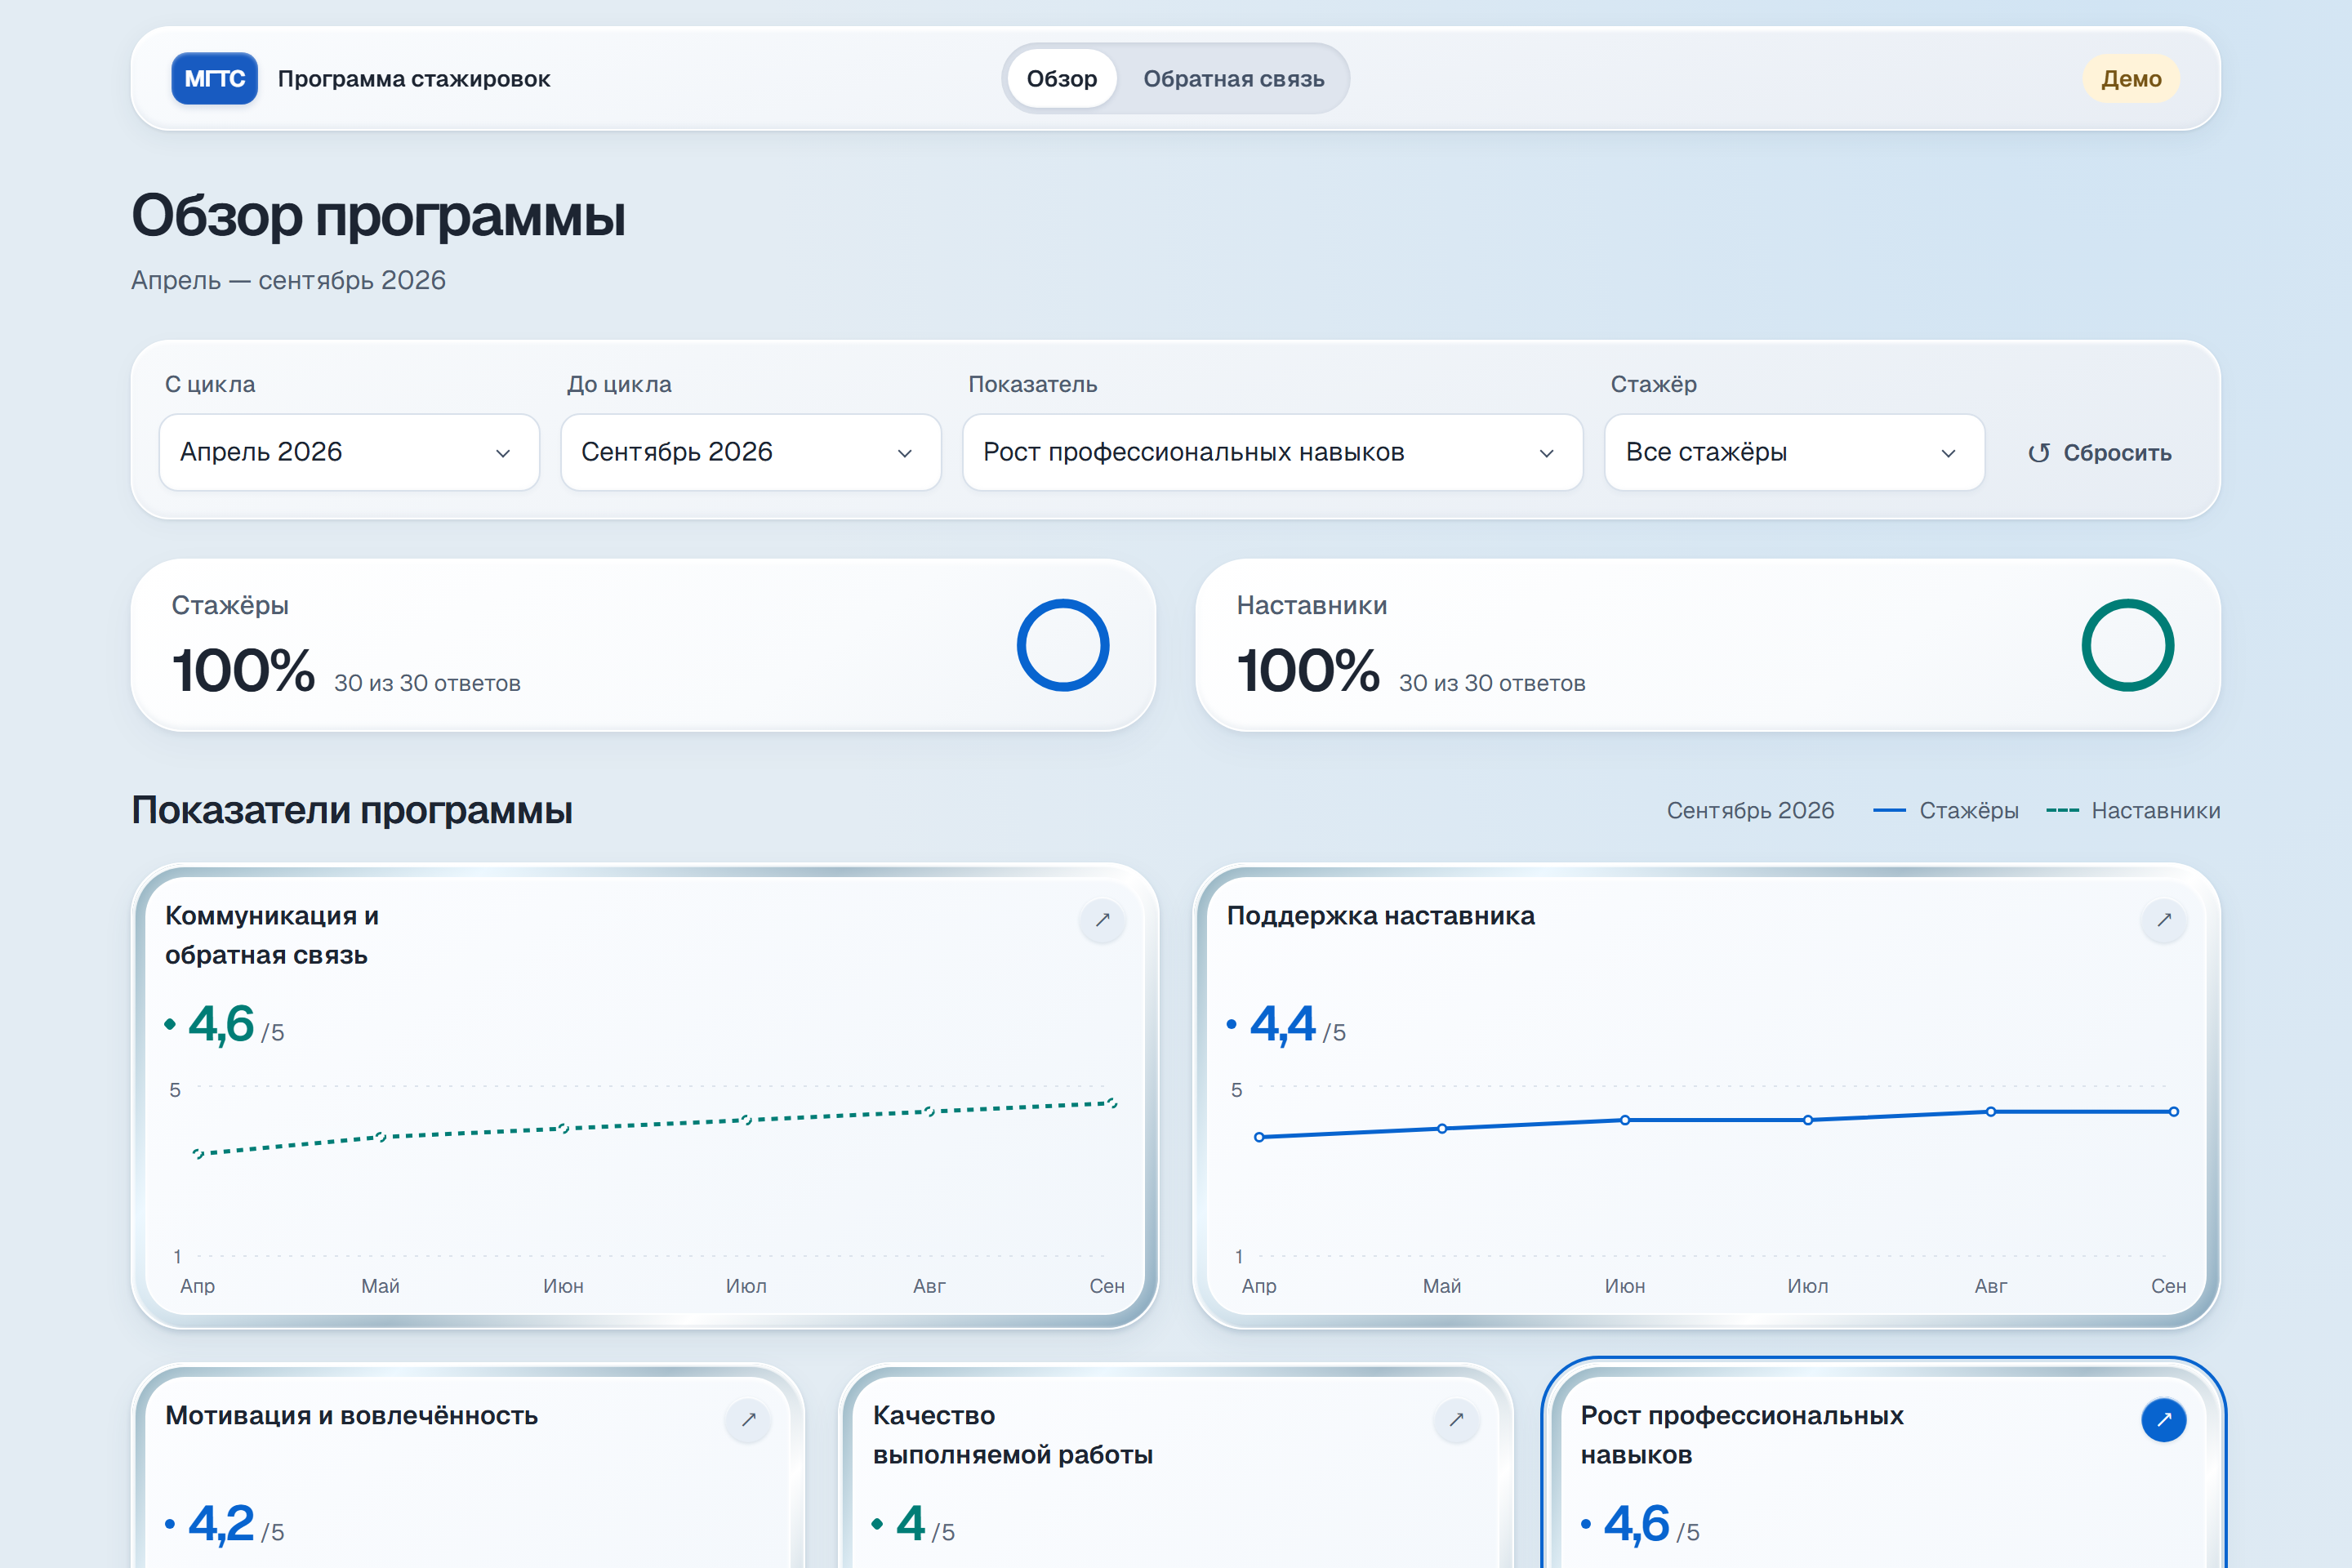 МГТС Программа стажировок Обзор Обратная связь Демо
Обзор программы
Апрель — сентябрь 2026
С цикла До цикла Показатель Стажёр
Апрель 2026 Сентябрь 2026 Рост профессиональных навыков Все стажёры Сбросить
Стажёры
100% 30 из 30 ответов
Наставники
100% 30 из 30 ответов
Показатели программы
Сентябрь 2026 Стажёры Наставники
Коммуникация и
обратная связь
4,6 /5
5
1
Апр Май Июн Июл Авг Сен
Поддержка наставника
4,4 /5
5
1
Апр Май Июн Июл Авг Сен
Мотивация и вовлечённость
4,2 /5
Качество
выполняемой работы
4 /5
Рост профессиональных
навыков
4,6 /5